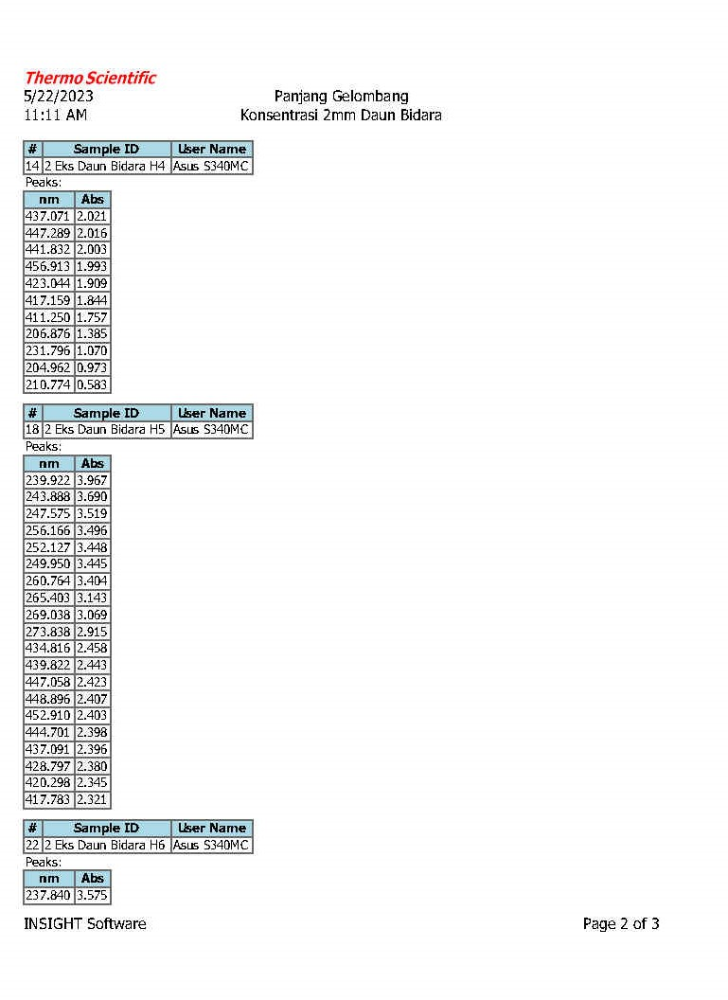 Thermo Scientific
5/22/2023 Panjang Gelombang
11:11 AM Konsentrasi 2mm Daun Bidara
# Sample ID User Name
14 2 Eks Daun Bidara H4 Asus S340MC
Peaks:
nm Abs
437.071 2.021
447.289 2.016
441.832 2.003
456.913 1.993
423.044 1.909
417.159 1.844
411.250 1.757
206.876 1.385
231.796 1.070
204.962 0.973
210.774 0.583
# Sample ID User Name
18 2 Eks Daun Bidara H5 Asus S340MC
Peaks:
nm Abs
239.922 3.967
243.888 3.690
247.575 3.519
256.166 3.496
252.127 3.448
249.950 3.445
260.764 3.404
265.403 3.143
269.038 3.069
273.838 2.915
434.816 2.458
439.822 2.443
447.058 2.423
448.896 2.407
452.910 2.403
444.701 2.398
437.091 2.396
428.797 2.380
420.298 2.345
417.783 2.321
# Sample ID User Name
22 2 Eks Daun Bidara H6 Asus S340MC
Peaks:
nm Abs
237.840 3.575
INSIGHT Software Page 2 of 3